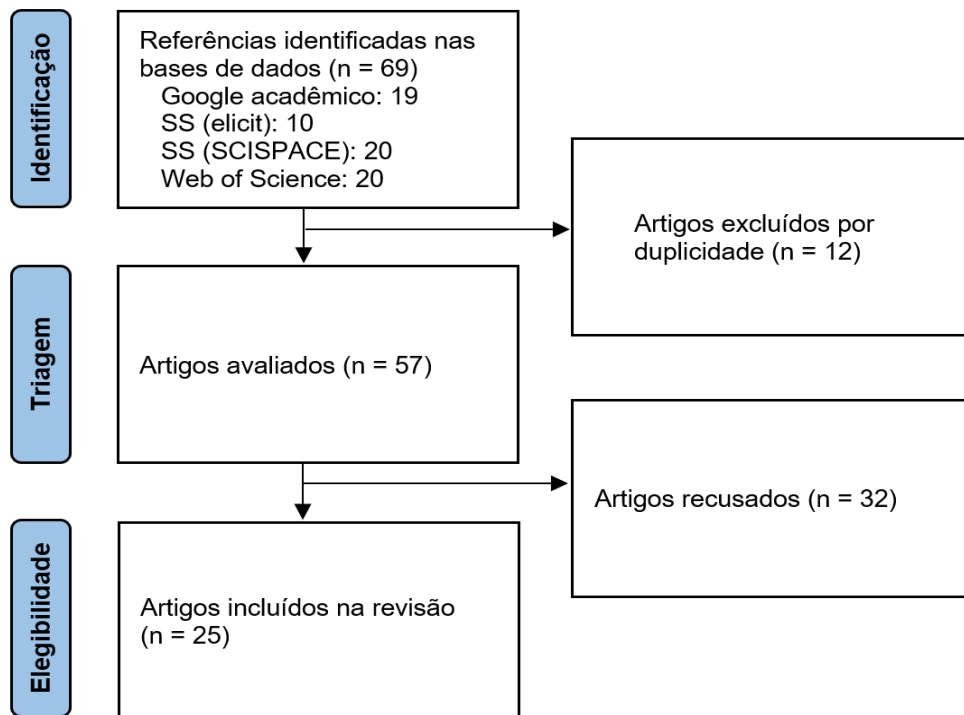 Identificação
Referências identificadas nas
bases de dados (n = 69)
Google acadêmico: 19
SS (elicit): 10
SS (SCISPACE): 20
Web of Science: 20
Artigos excluídos por
duplicidade (n = 12)
Triagem
Artigos avaliados (n = 57)
Artigos recusados (n = 32)
Elegibilidade
Artigos incluídos na revisão
(n = 25)